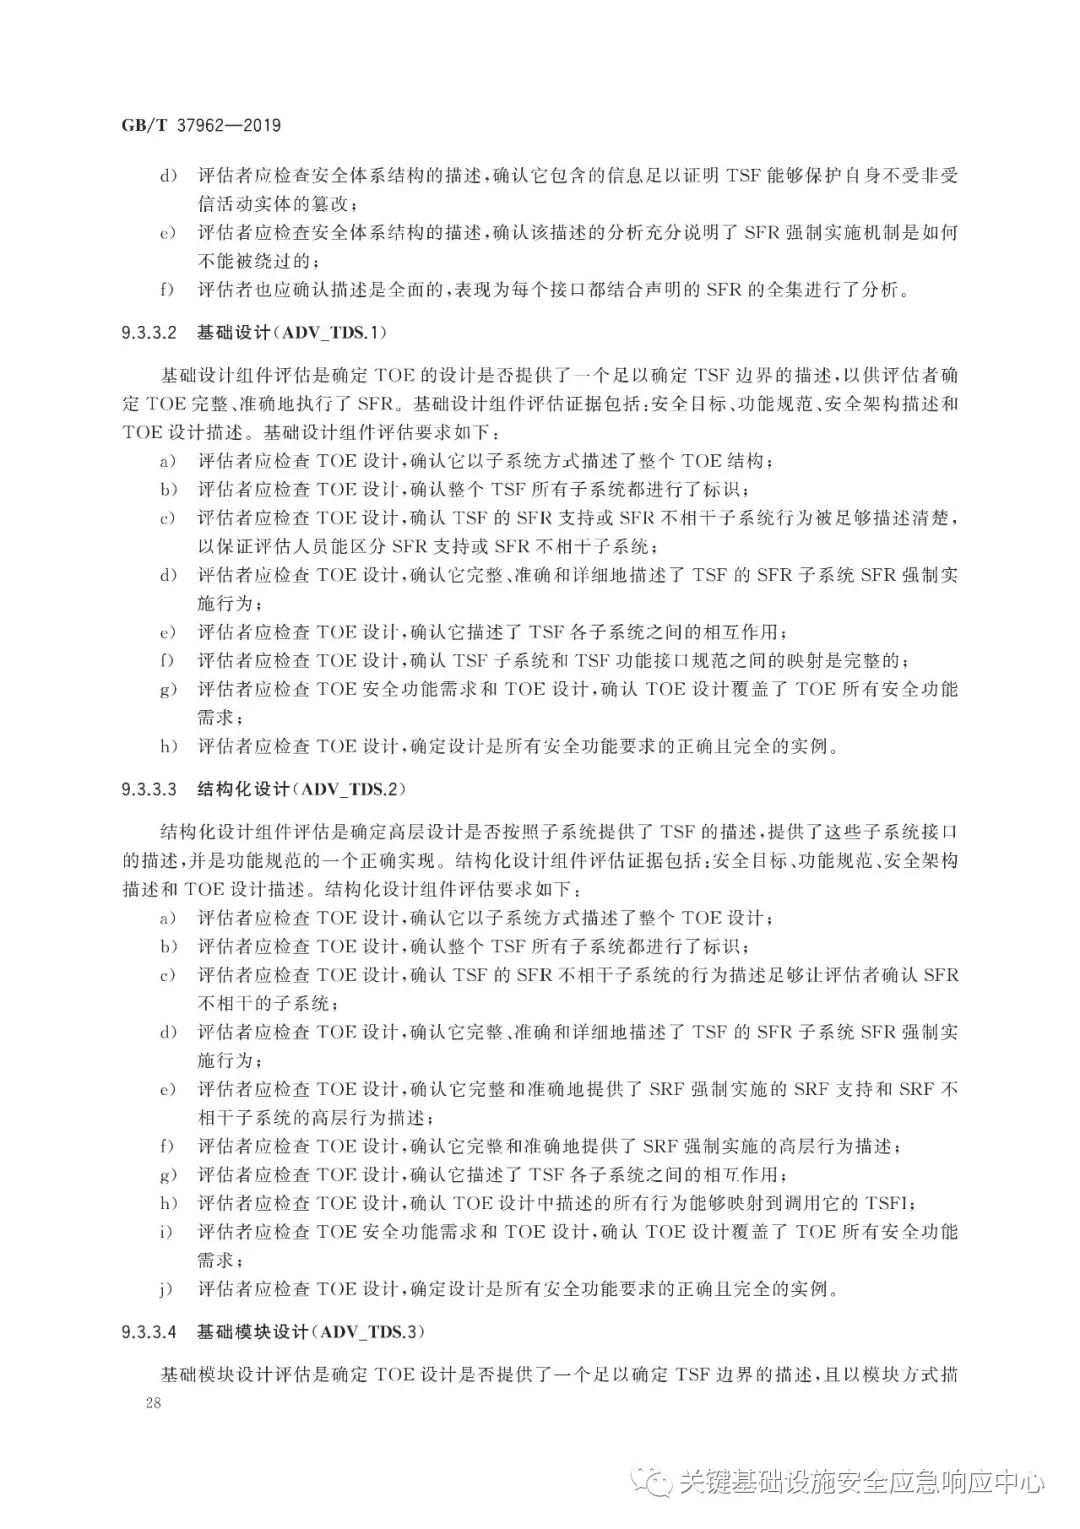 GB/T 37962—2019
d) 评估者应检查安全体系结构的描述,确认它包含的信息足以证明 TSF 能够保护自身不受非受
信活动实体的篡改;
e) 评估者应检查安全体系结构的描述,确认该描述的分析充分说明了 SFR 强制实施机制是如何
不能被绕过的;
f) 评估者也应确认描述是全面的,表现为每个接口都结合声明的 SFR 的全集进行了分析。
9.3.3.2 基础设计(ADV_TDS.1)
基础设计组件评估是确定 TOE 的设计是否提供了一个足以确定 TSF 边界的描述,以供评估者确
定 TOE 完整、准确地执行了 SFR。基础设计组件评估证据包括:安全目标、功能规范、安全架构描述和
TOE 设计描述。基础设计组件评估要求如下:
a) 评估者应检查 TOE 设计,确认它以子系统方式描述了整个 TOE 结构;
b) 评估者应检查 TOE 设计,确认整个 TSF 所有子系统都进行了标识;
c) 评估者应检查 TOE 设计,确认 TSF 的 SFR 支持或 SFR 不相干子系统行为被足够描述清楚,
以保证评估人员能区分 SFR 支持或 SFR 不相干子系统;
d) 评估者应检查 TOE 设计,确认它完整、准确和详细地描述了 TSF 的 SFR 子系统 SFR 强制实
施行为;
e) 评估者应检查 TOE 设计,确认它描述了 TSF 各子系统之间的相互作用;
f) 评估者应检查 TOE 设计,确认 TSF 子系统和 TSF 功能接口规范之间的映射是完整的;
g) 评估者应检查 TOE 安全功能需求和 TOE 设计,确认 TOE 设计覆盖了 TOE 所有安全功能
需求;
h) 评估者应检查 TOE 设计,确定设计是所有安全功能要求的正确且完全的实例。
9.3.3.3 结构化设计(ADV_TDS.2)
结构化设计组件评估是确定高层设计是否按照子系统提供了 TSF 的描述,提供了这些子系统接口
的描述,并是功能规范的一个正确实现。结构化设计组件评估证据包括:安全目标、功能规范、安全架构
描述和 TOE 设计描述。结构化设计组件评估要求如下:
a) 评估者应检查 TOE 设计,确认它以子系统方式描述了整个 TOE 设计;
b) 评估者应检查 TOE 设计,确认整个 TSF 所有子系统都进行了标识;
c) 评估者应检查 TOE 设计,确认 TSF 的 SFR 不相干子系统的行为描述足够让评估者确认 SFR
不相干的子系统;
d) 评估者应检查 TOE 设计,确认它完整、准确和详细地描述了 TSF 的 SFR 子系统 SFR 强制实
施行为;
e) 评估者应检查 TOE 设计,确认它完整和准确地提供了 SRF 强制实施的 SRF 支持和 SRF 不
相干子系统的高层行为描述;
f) 评估者应检查 TOE 设计,确认它完整和准确地提供了 SRF 强制实施的高层行为描述;
g) 评估者应检查 TOE 设计,确认它描述了 TSF 各子系统之间的相互作用;
h) 评估者应检查 TOE 设计,确认 TOE 设计中描述的所有行为能够映射到调用它的 TSFI;
i) 评估者应检查 TOE 安全功能需求和 TOE 设计,确认 TOE 设计覆盖了 TOE 所有安全功能
需求;
j) 评估者应检查 TOE 设计,确定设计是所有安全功能要求的正确且完全的实例。
9.3.3.4 基础模块设计(ADV_TDS.3)
基础模块设计评估是确定 TOE 设计是否提供了一个足以确定 TSF 边界的描述,且以模块方式描
28
关键基础设施安全应急响应中心